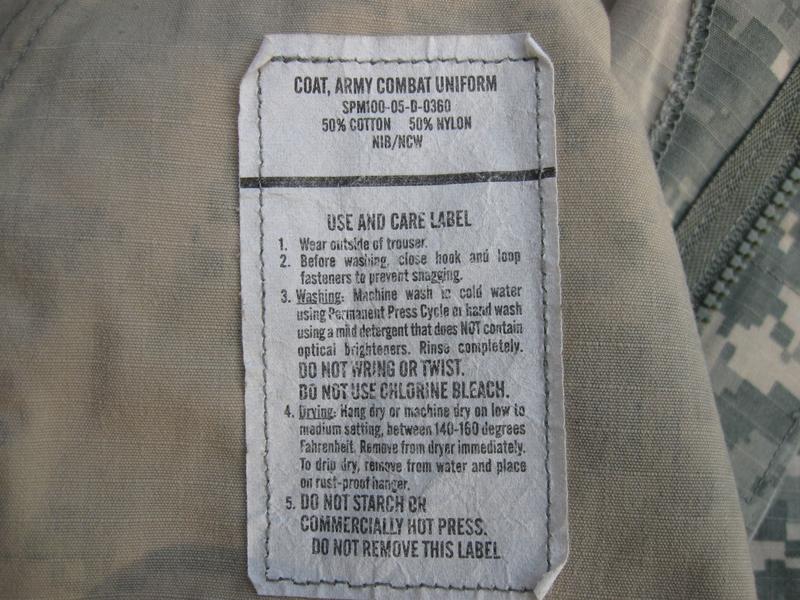 COAT, ARMY COMBAT UNIFORM
SPM100-05-D-0360
50% COTTON 50% NYLON
NIB/NCW
USE AND CARE LABEL
1. Wear outside of trouser.
2. Before washing, close hook and loop
fasteners to prevent snagging.
3. Washing: Machine wash in cold water
using Permanent Press Cycle or hand wash
using a mild detergent that does NOT contain
optical brighteners. Rinse completely.
DO NOT WRING OR TWIST.
DO NOT USE CHLORINE BLEACH.
4. Drying: Hang dry or machine dry on low to
medium setting, between 140-160 degrees
Fahrenheit. Remove from dryer immediately.
To drip dry, remove from water and place
on rust-proof hanger.
5. DO NOT STARCH OR
COMMERCIALLY HOT PRESS.
DO NOT REMOVE THIS LABEL